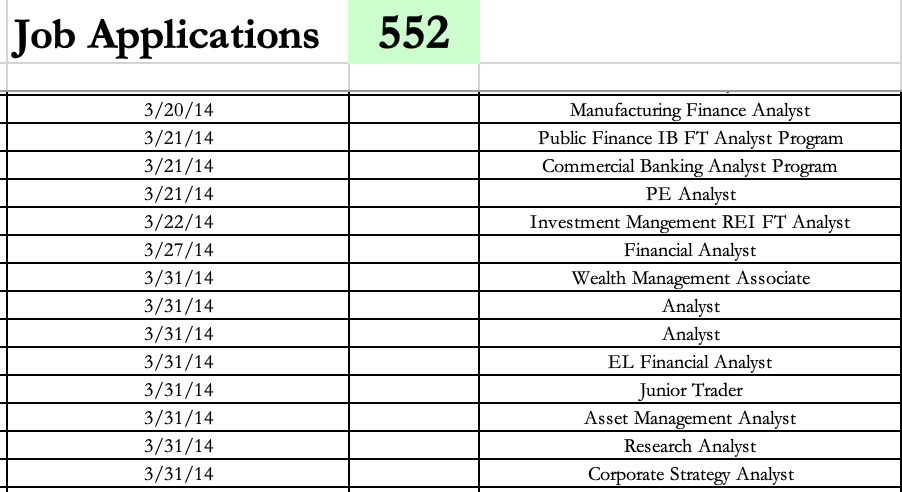 Job Applications 552
3/20/14 Manufacturing Finance Analyst
3/21/14 Public Finance IB FT Analyst Program
3/21/14 Commercial Banking Analyst Program
3/21/14 PE Analyst
3/22/14 Investment Mangement REI FT Analyst
3/27/14 Financial Analyst
3/31/14 Wealth Management Associate
3/31/14 Analyst
3/31/14 Analyst
3/31/14 EL Financial Analyst
3/31/14 Junior Trader
3/31/14 Asset Management Analyst
3/31/14 Research Analyst
3/31/14 Corporate Strategy Analyst